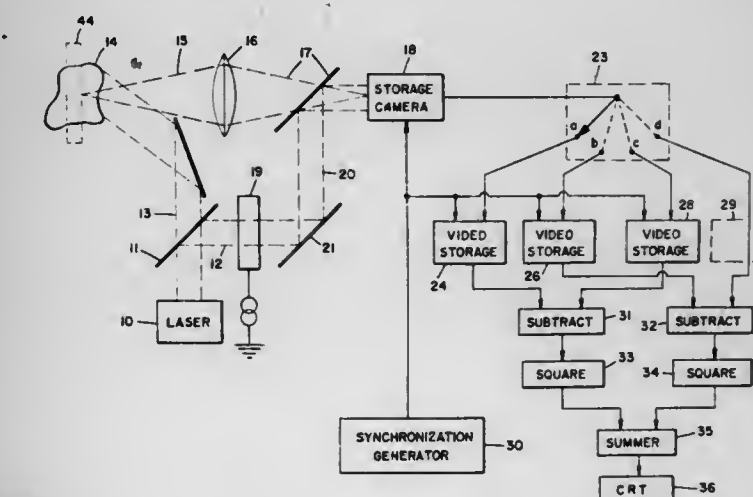 44
14
15
16
17
18
STORAGE
CAMERA
23
a
b
c
d
13
19
20
28
29
11
12
21
VIDEO
STORAGE
VIDEO
STORAGE
VIDEO
STORAGE
24
26
10
LASER
SUBTRACT
31
32
SUBTRACT
SQUARE
33
34
SQUARE
SYNCHRONIZATION
GENERATOR
30
SUMMER
35
CRT
36